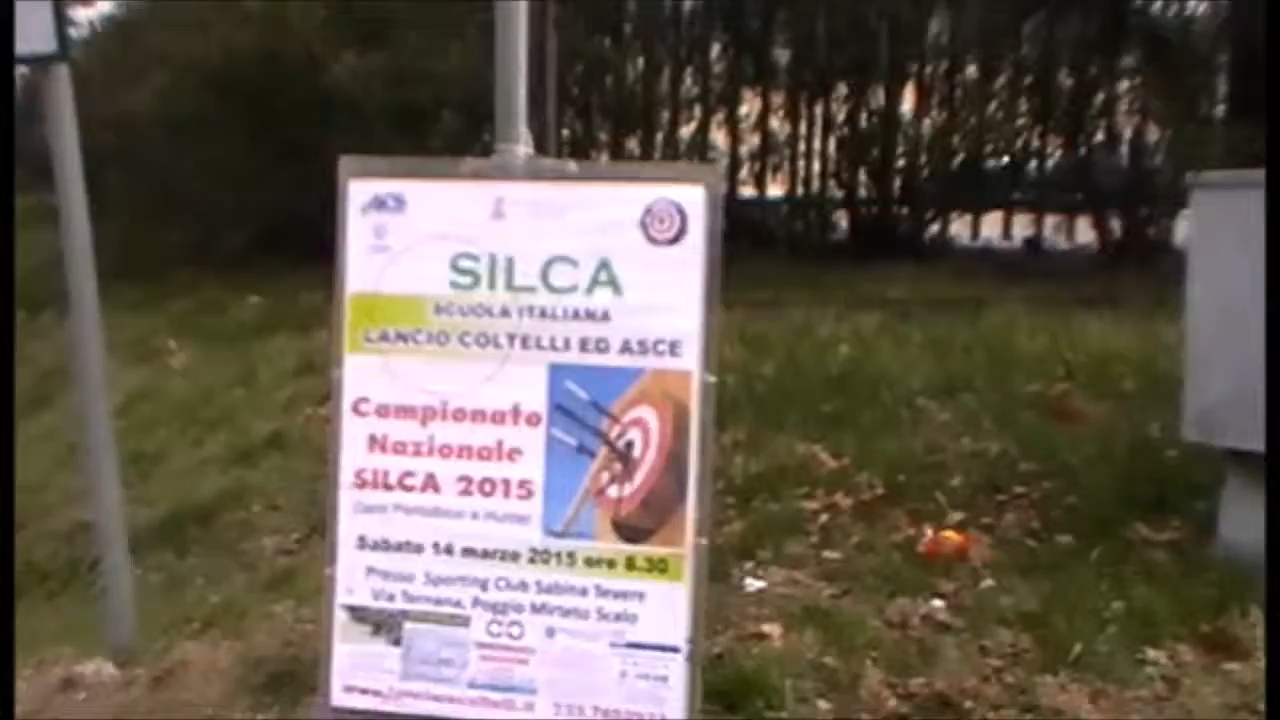 SILCA
SCUOLA ITALIANA
LANCIO COLTELLI ED ASCE
Campionato
Nazionale
SILCA 2015
Sabato 14 marzo 2015 ore 8.30
Presso Sporting Club Sabina Tevere
Via Ternana, Poggio Mirteto Scalo